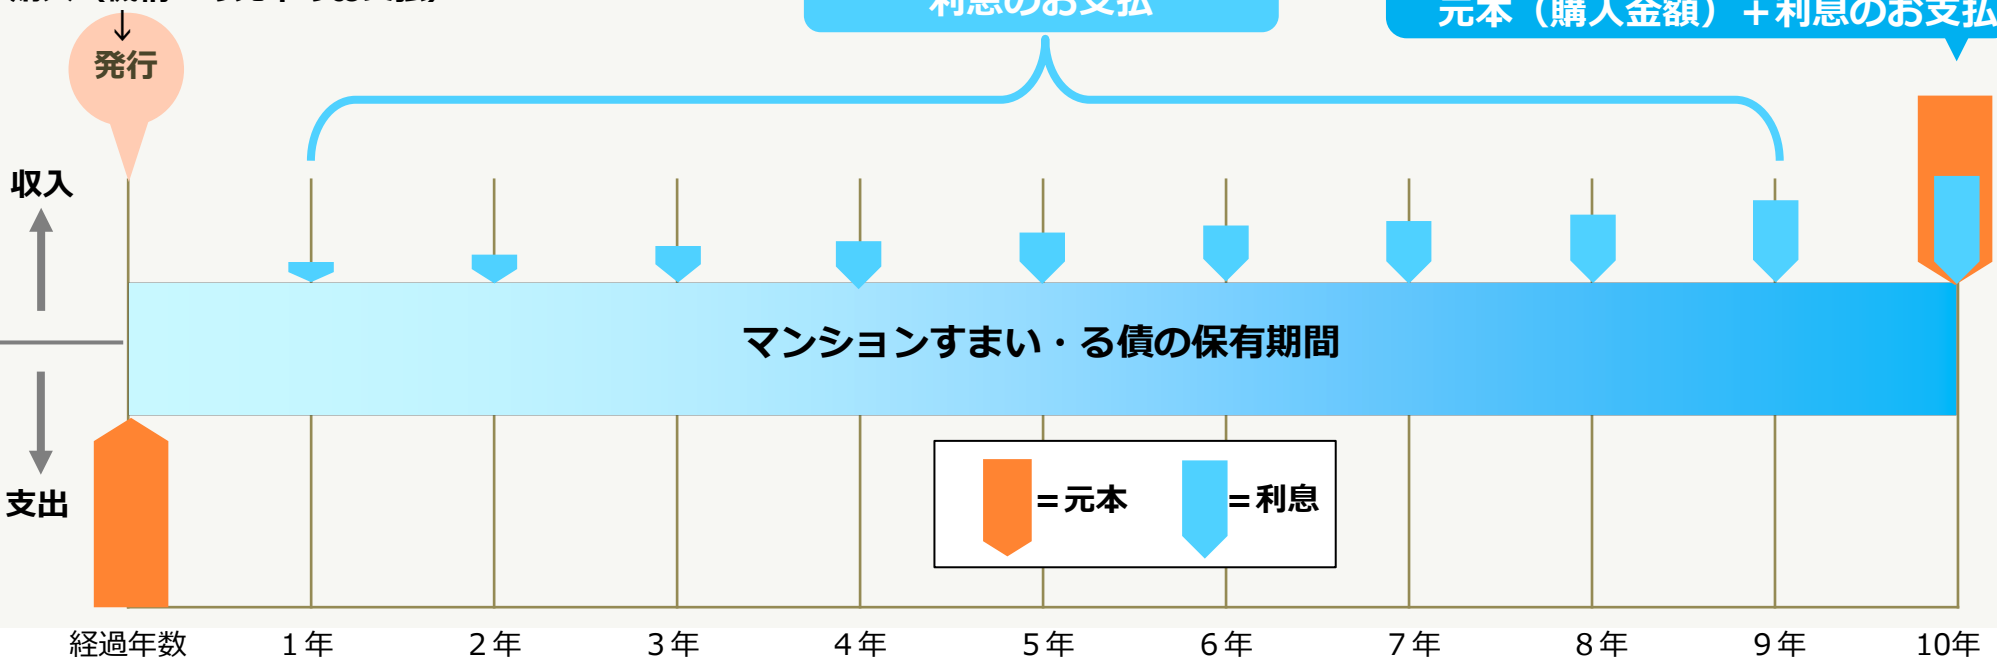 ↓
発行
利息のお支払
元本（購入金額）＋利息のお支払
収入
マンションすまい・る債の保有期間
支出
＝元本
＝利息
経過年数
1年
2年
3年
4年
5年
6年
7年
8年
9年
10年